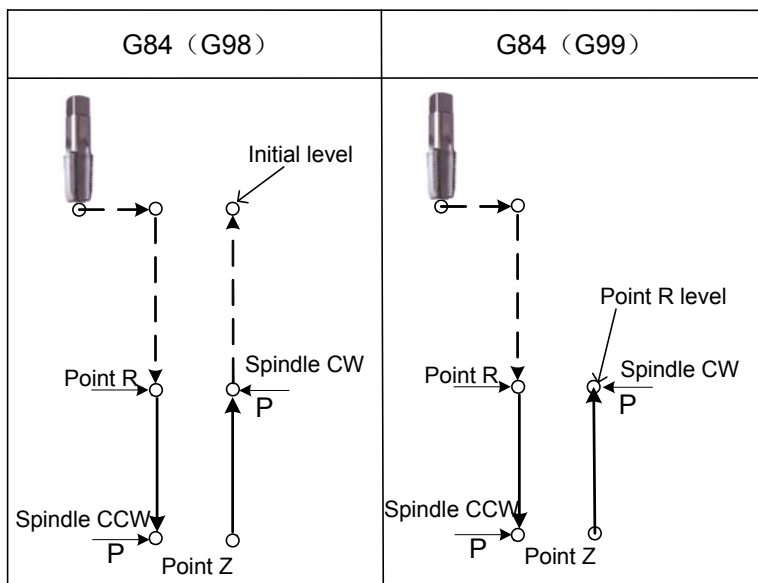 G84（G98）
G84（G99）
Initial level
Point R
Spindle CW
P
Spindle CCW
P
Point Z
Point R level
Point R
Spindle CW
P
Spindle CCW
P
Point Z